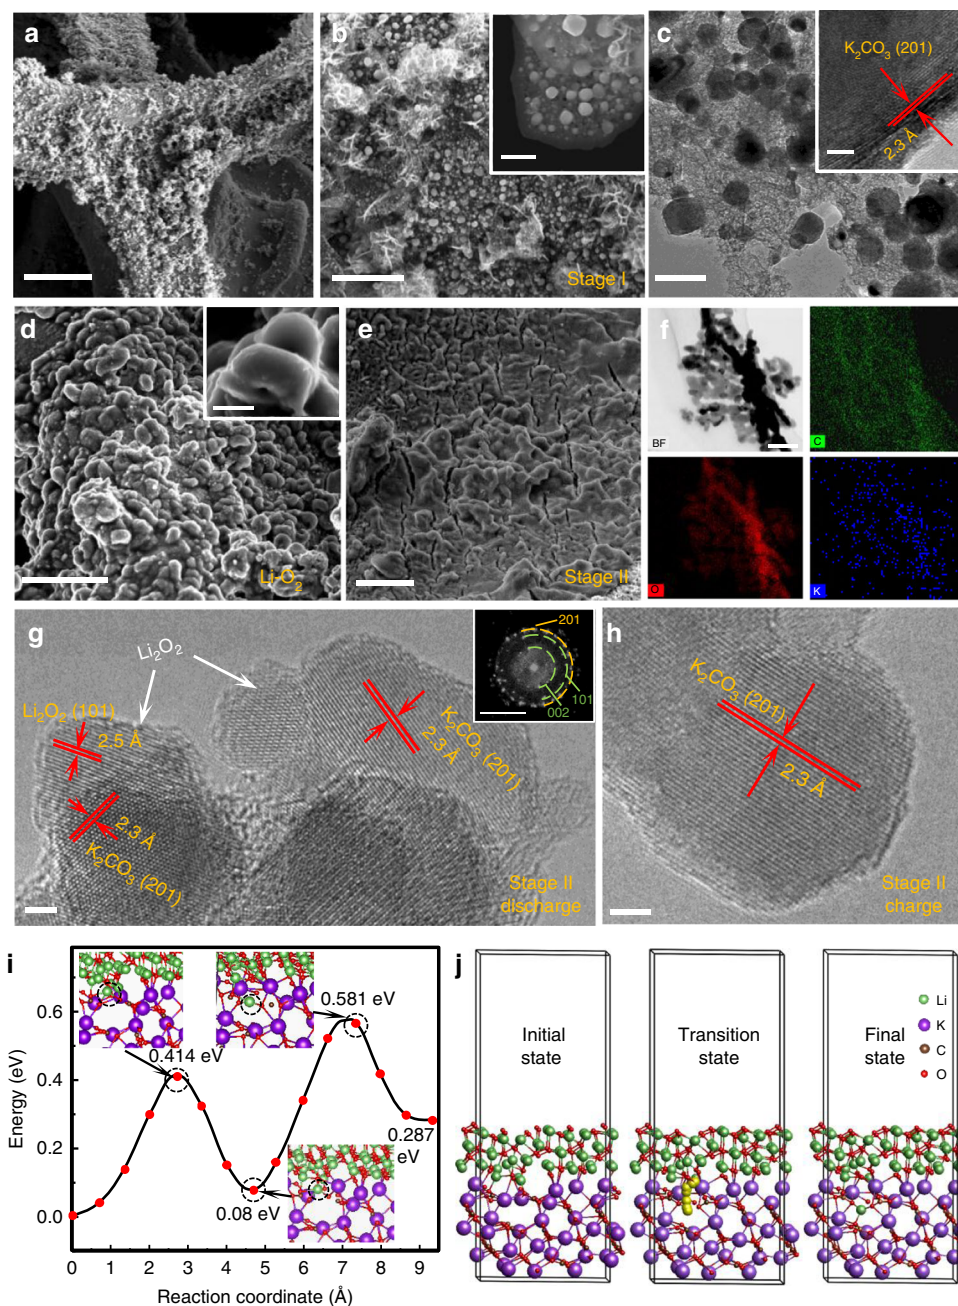 a
b
Stage I
c
K₂CO₃ (201)
2.3 Å
d
Li-O₂
e
Stage II
f
BF
C
O
K
g
Li₂O₂
Li₂O₂ (101)
2.5 Å
2.3 Å
K₂CO₃ (201)
K₂CO₃ (201)
2.3 Å
201
101
002
Stage II
discharge
h
K₂CO₃ (201)
2.3 Å
Stage II
charge
i
0.414 eV
0.581 eV
0.08 eV
0.287
eV
Energy (eV)
0.6
0.4
0.2
0.0
0 1 2 3 4 5 6 7 8 9
Reaction coordinate (Å)
j
Initial
state
Transition
state
Final
state
Li
K
C
O